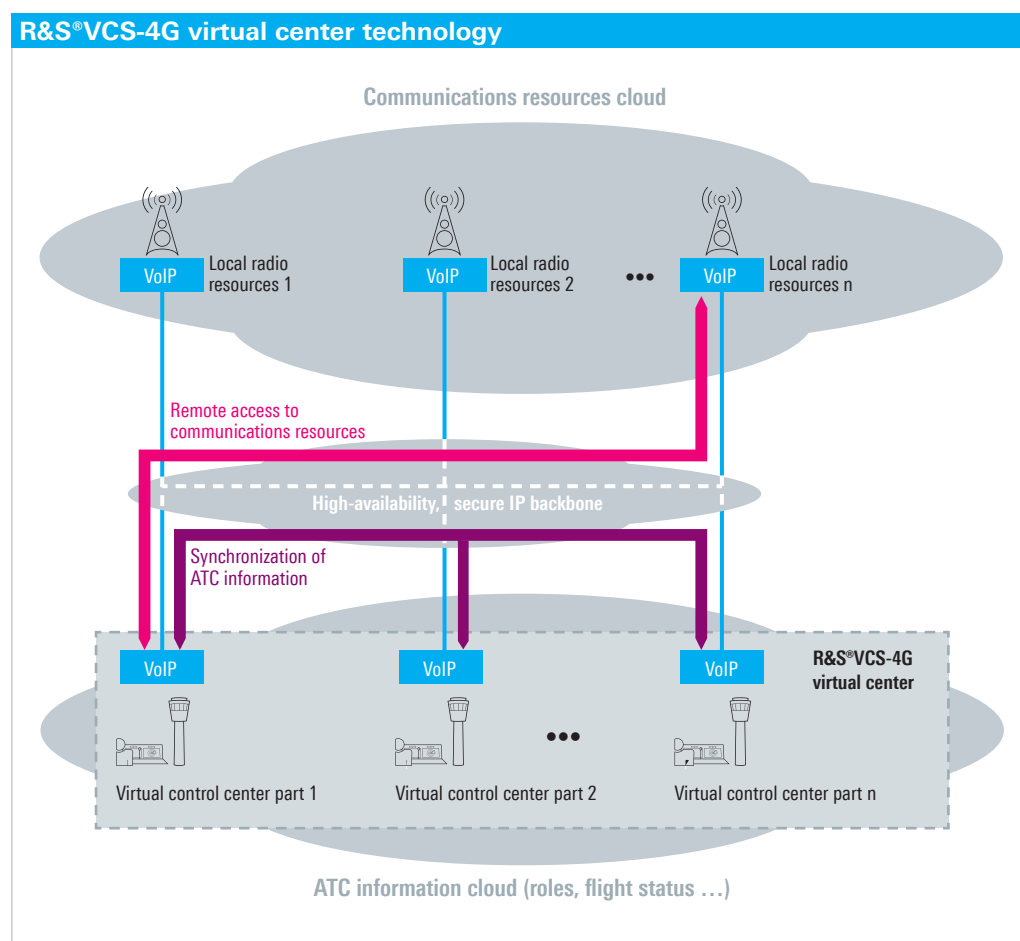 R&S®VCS-4G virtual center technology
Communications resources cloud
VoIP
Local radio
resources 1
VoIP
Local radio
resources 2
VoIP
Local radio
resources n
Remote access to
communications resources
High-availability, secure IP backbone
Synchronization of
ATC information
VoIP
VoIP
VoIP
R&S®VCS-4G
virtual center
Virtual control center part 1
Virtual control center part 2
Virtual control center part n
ATC information cloud (roles, flight status …)